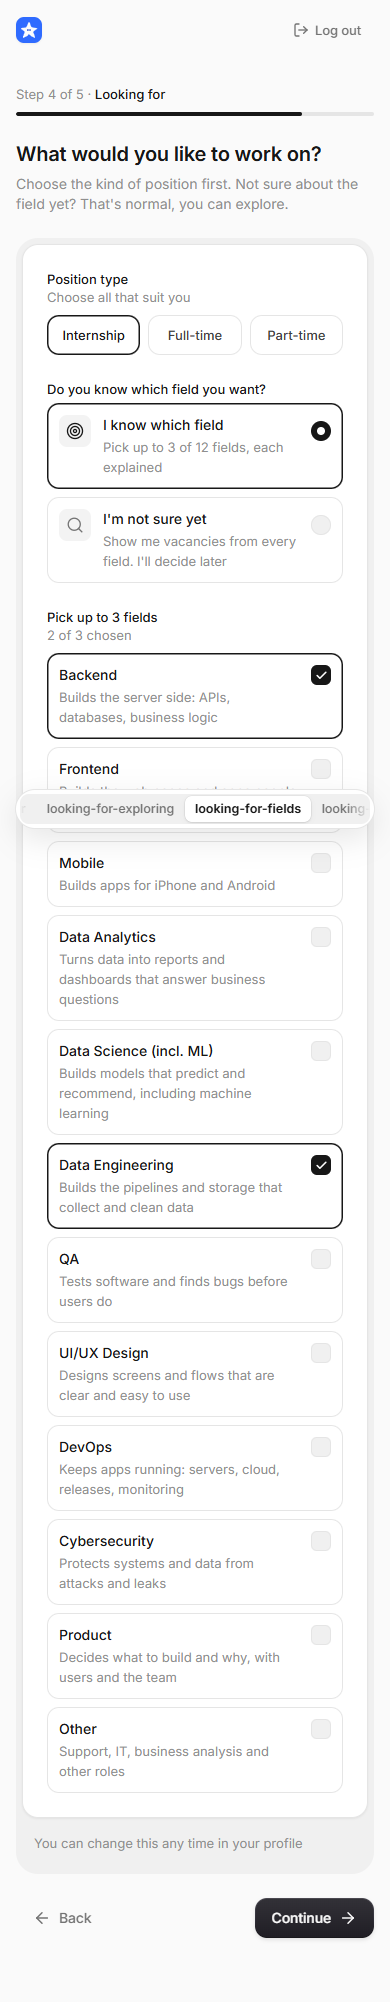 Log out
Step 4 of 5 · Looking for
What would you like to work on?
Choose the kind of position first. Not sure about the
field yet? That's normal, you can explore.
Position type
Choose all that suit you
Internship
Full-time
Part-time
Do you know which field you want?
I know which field
Pick up to 3 of 12 fields, each
explained
I'm not sure yet
Show me vacancies from every
field. I'll decide later
Pick up to 3 fields
2 of 3 chosen
Backend
Builds the server side: APIs,
databases, business logic
Frontend
looking-for-exploring
looking-for-fields
looking-
Mobile
Builds apps for iPhone and Android
Data Analytics
Turns data into reports and
dashboards that answer business
questions
Data Science (incl. ML)
Builds models that predict and
recommend, including machine
learning
Data Engineering
Builds the pipelines and storage that
collect and clean data
QA
Tests software and finds bugs before
users do
UI/UX Design
Designs screens and flows that are
clear and easy to use
DevOps
Keeps apps running: servers, cloud,
releases, monitoring
Cybersecurity
Protects systems and data from
attacks and leaks
Product
Decides what to build and why, with
users and the team
Other
Support, IT, business analysis and
other roles
You can change this any time in your profile
Back
Continue